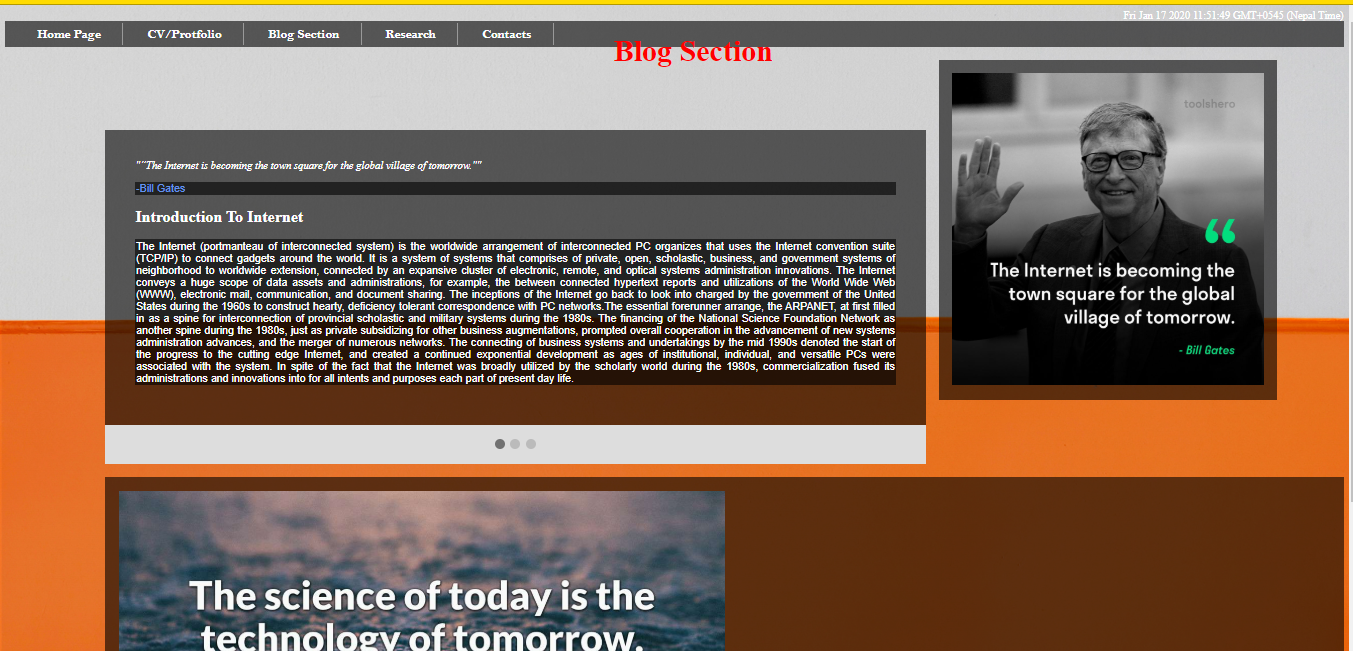 Fri Jan 17 2020 11:51:49 GMT+0545 (Nepal Time)
Home Page CV/Protfolio Blog Section Research Contacts
Blog Section
"“The Internet is becoming the town square for the global village of tomorrow.”"
-Bill Gates
Introduction To Internet
The Internet (portmanteau of interconnected system) is the worldwide arrangement of interconnected PC organizes that uses the Internet convention suite
(TCP/IP) to connect gadgets around the world. It is a system of systems that comprises of private, open, scholastic, business, and government systems of
neighborhood to worldwide extension, connected by an expansive cluster of electronic, remote, and optical systems administration innovations. The Internet
conveys a huge scope of data assets and administrations, for example, the between connected hypertext reports and utilizations of the World Wide Web
(WWW), electronic mail, communication, and document sharing. The inceptions of the Internet go back to look into charged by the government of the United
States during the 1960s to construct hearty, deficiency tolerant correspondence with PC networks.The essential forerunner arrange, the ARPANET, at first filled
in as a spine for interconnection of provincial scholastic and military systems during the 1980s. The financing of the National Science Foundation Network as
another spine during the 1980s, just as private subsidizing for other business augmentations, prompted overall cooperation in the advancement of new systems
administration advances, and the merger of numerous networks. The connecting of business systems and undertakings by the mid 1990s denoted the start of
the progress to the cutting edge Internet, and created a continued exponential development as ages of institutional, individual, and versatile PCs were
associated with the system. In spite of the fact that the Internet was broadly utilized by the scholarly world during the 1980s, commercialization fused its
administrations and innovations into for all intents and purposes each part of present day life.
toolshero
“
The Internet is becoming the
town square for the global
village of tomorrow.
- Bill Gates
The science of today is the
technology of tomorrow.